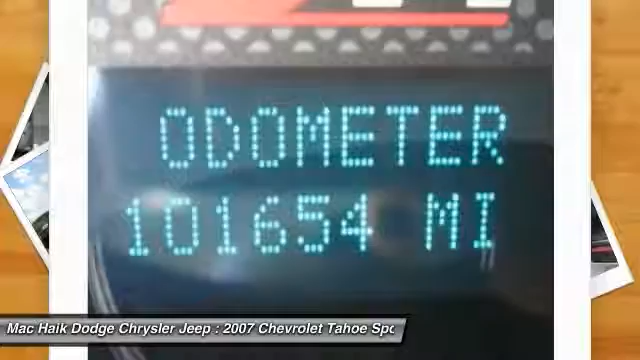 ODOMETER
101654 MI
Mac Haik Dodge Chrysler Jeep : 2007 Chevrolet Tahoe Spo